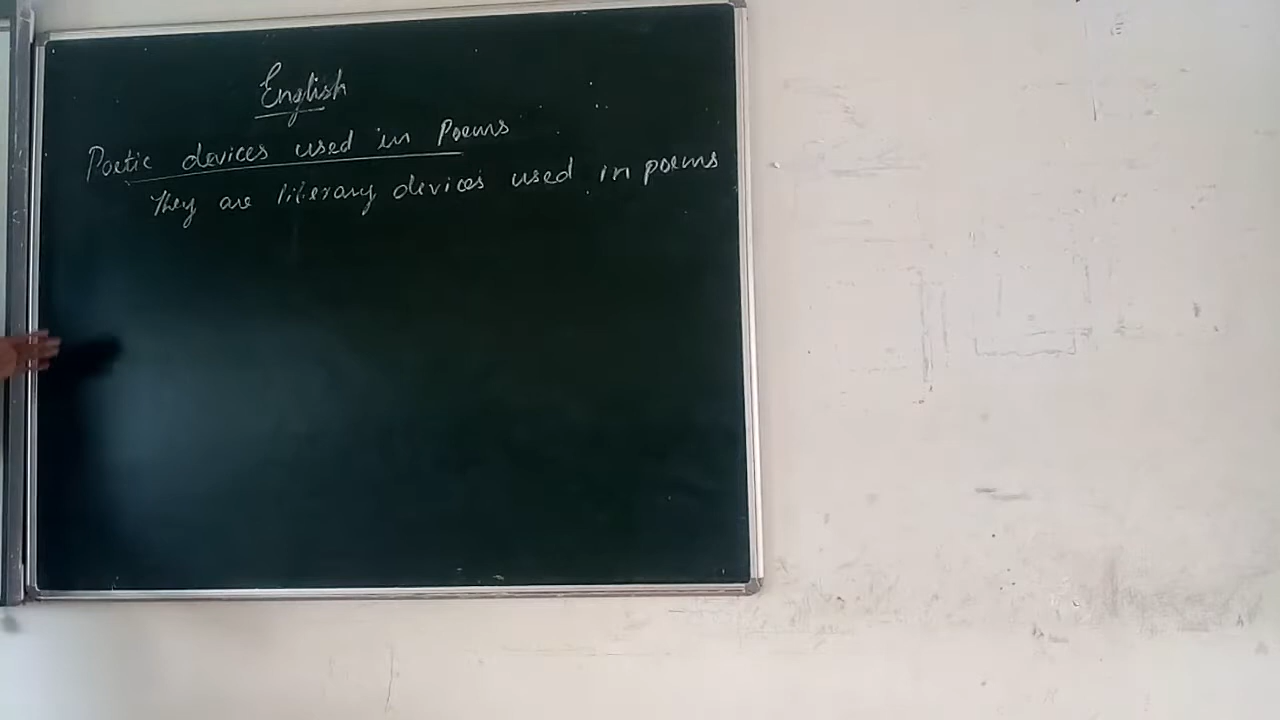 English
Poetic devices used in Poems
They are literary devices used in poems